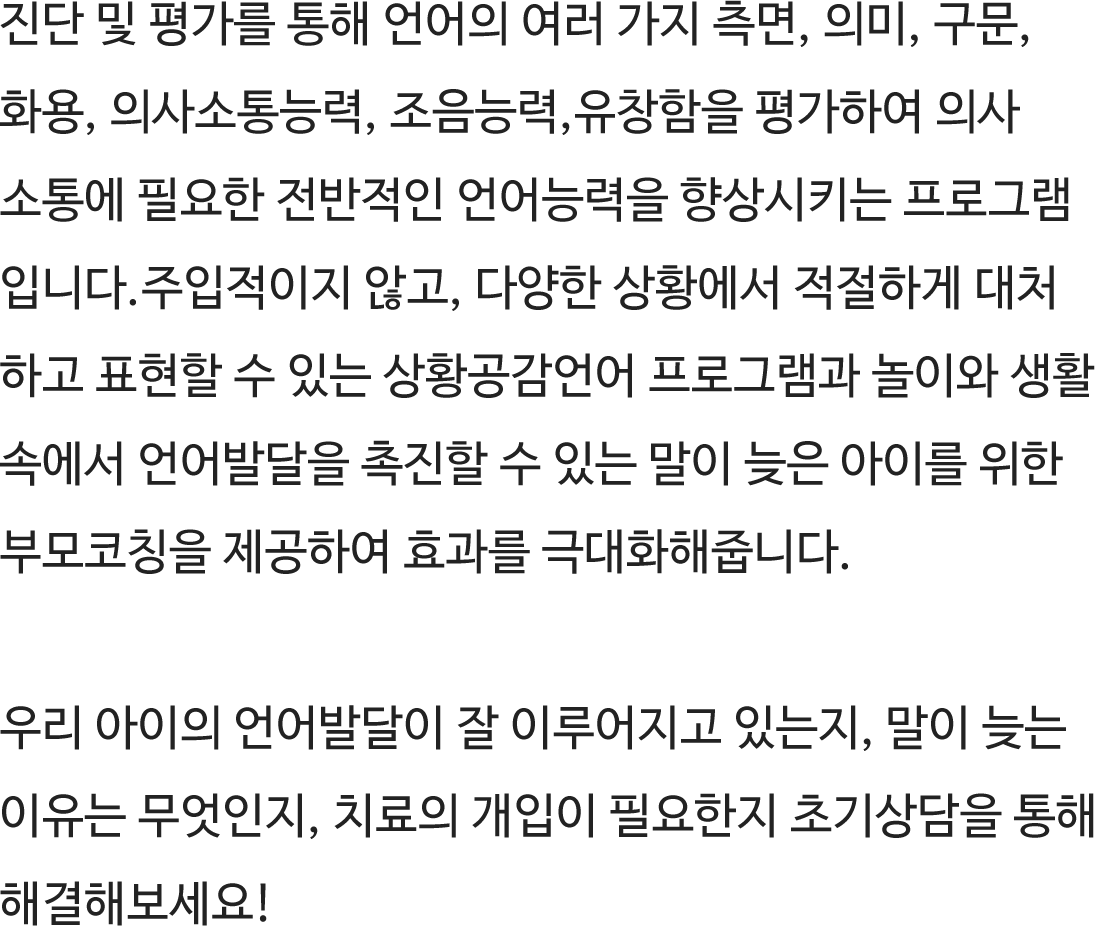 진단 및 평가를 통해 언어의 여러 가지 측면, 의미, 구문,
화용, 의사소통능력, 조음능력,유창함을 평가하여 의사
소통에 필요한 전반적인 언어능력을 향상시키는 프로그램
입니다.주입적이지 않고, 다양한 상황에서 적절하게 대처
하고 표현할 수 있는 상황공감언어 프로그램과 놀이와 생활
속에서 언어발달을 촉진할 수 있는 말이 늦은 아이를 위한
부모코칭을 제공하여 효과를 극대화해줍니다.
우리 아이의 언어발달이 잘 이루어지고 있는지, 말이 늦는
이유는 무엇인지, 치료의 개입이 필요한지 초기상담을 통해
해결해보세요!